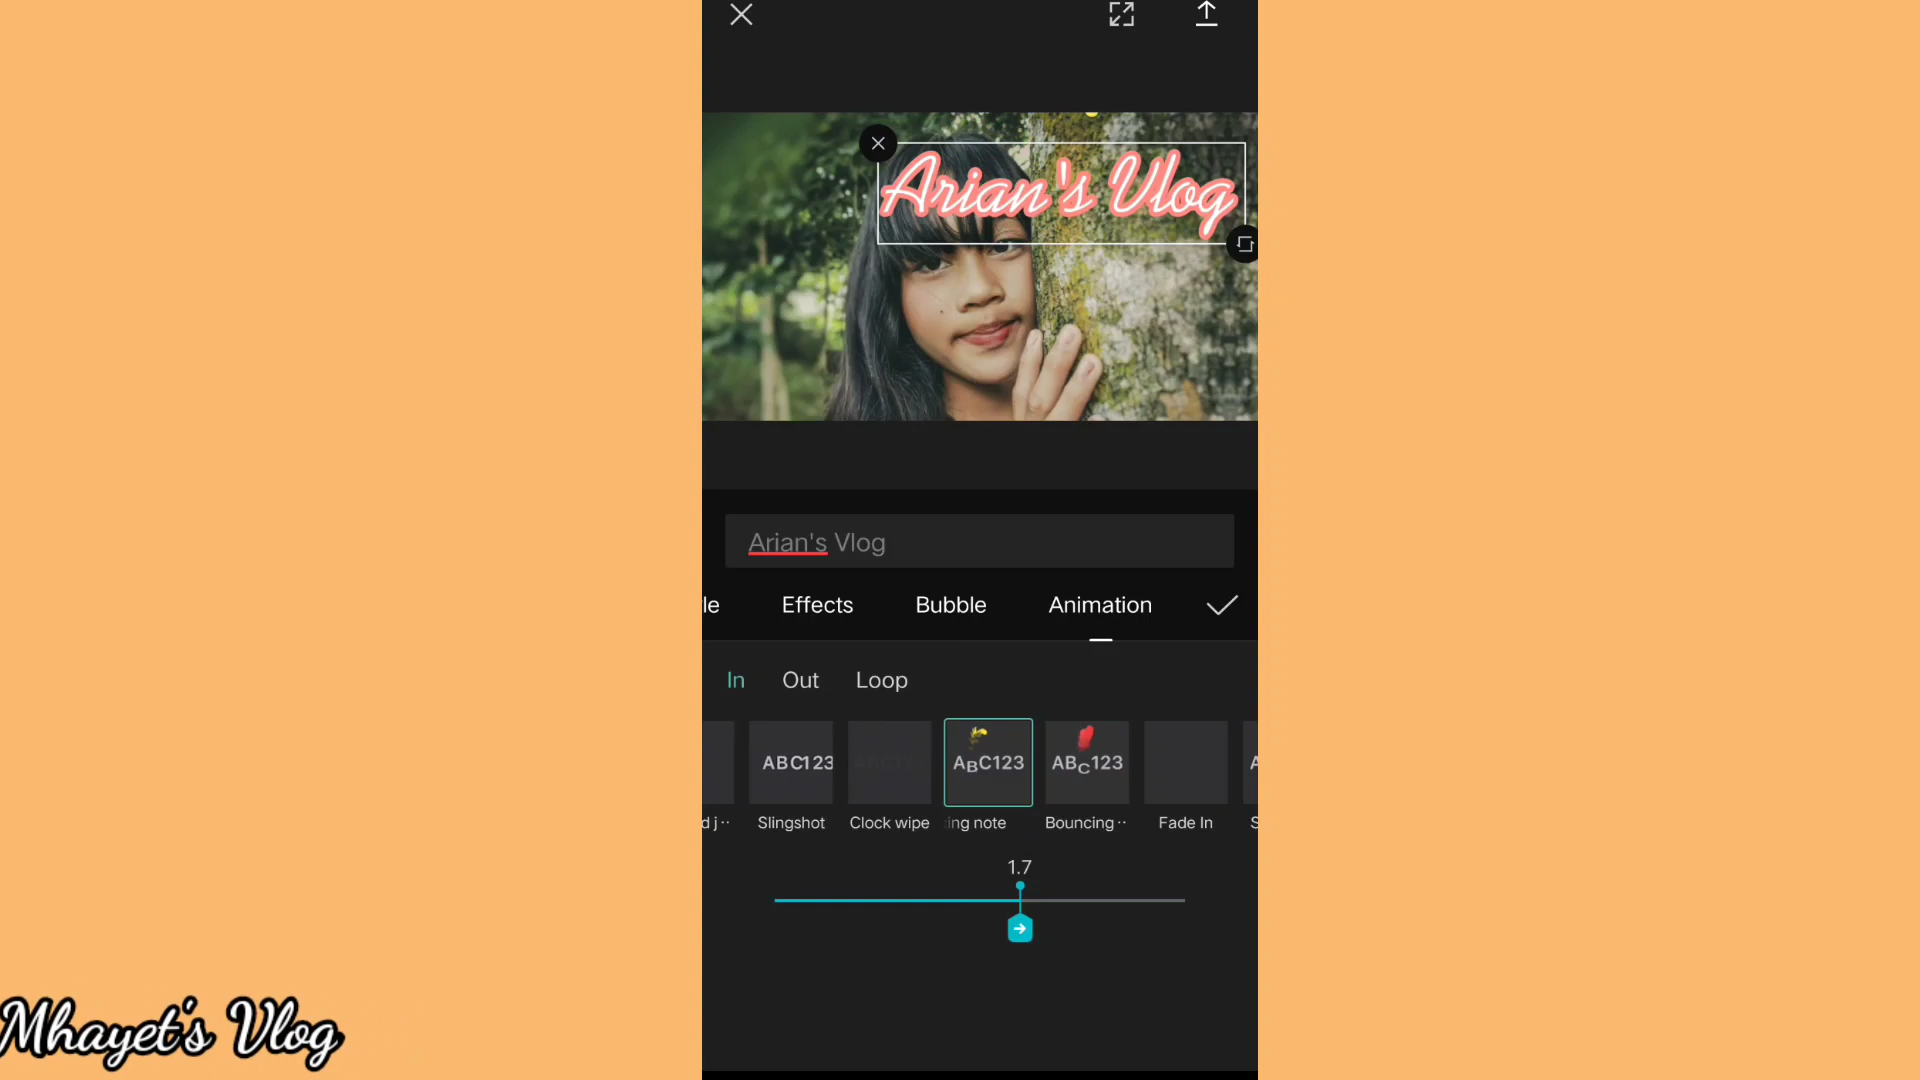 Arian's Vlog
Arian's Vlog
le Effects Bubble Animation
In Out Loop
ABC123 ABC123 ABC123
d j·· Slingshot Clock wipe ing note Bouncing·· Fade In S
1.7
Mhayet's Vlog